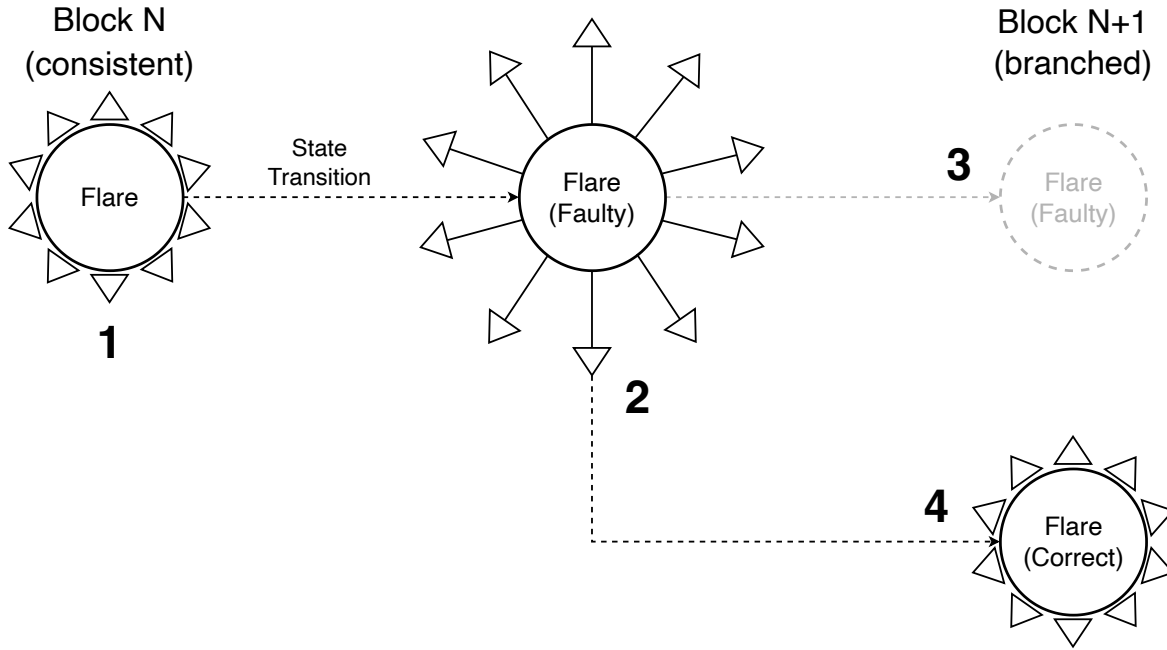 Block N
(consistent)
Flare
1
State
Transition
Flare
(Faulty)
2
Block N+1
(branched)
3
Flare
(Faulty)
4
Flare
(Correct)